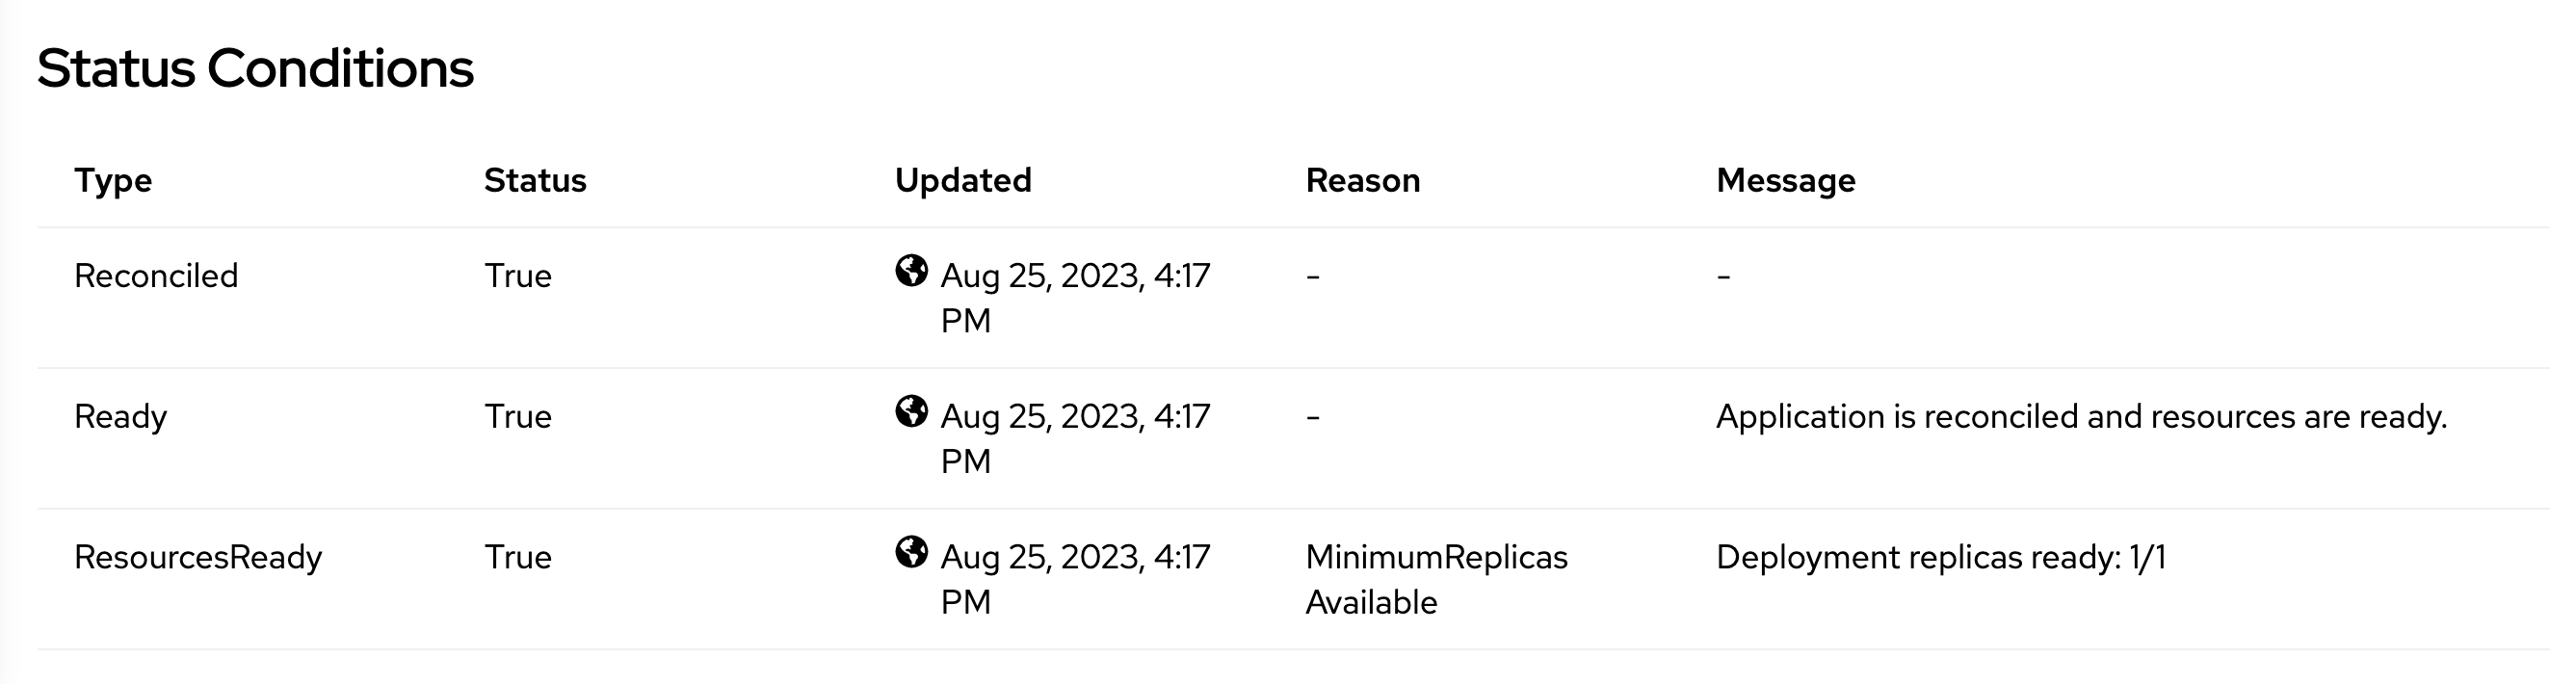 Status Conditions
Type Status Updated Reason Message
Reconciled True Aug 25, 2023, 4:17 - -
PM
Ready True Aug 25, 2023, 4:17 - Application is reconciled and resources are ready.
PM
ResourcesReady True Aug 25, 2023, 4:17 MinimumReplicas Deployment replicas ready: 1/1
PM Available